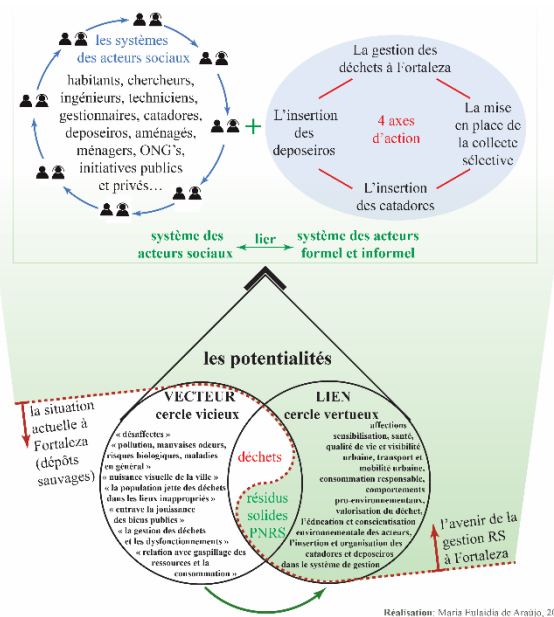 les systèmes
des acteurs sociaux
habitants, chercheurs,
ingénieurs, techniciens,
gestionnaires, catadores,
deposeiros, aménagés,
ménagers, ONG's,
initiatives publics
et privés…
+
La gestion des
déchets à Fortaleza
L'insertion
des
deposeiros
4 axes
d'action
La mise
en place de
la collecte
sélective
L'insertion
des catadores
système des
acteurs sociaux
lier
système des acteurs
formel et informel
les potentialités
VECTEUR
cercle vicieux
« désaffectes »
« pollution, mauvaises odeurs,
risques biologiques, maladies
en général »
« nuisance visuelle de la ville »
« la population jette des déchets
dans les lieux inappropriés »
« entrave la jouissance
des biens publics »
« la gestion des déchets
et les dysfonctionnements »
« relation avec gaspillage des
ressources et la
consommation »
déchets
résidus
solides
PNRS
LIEN
cercle vertueux
affections
sensibilisation, santé,
qualité de vie et visibilité
urbaine, transport et
mobilité urbaine,
consommation responsable,
comportements
pro-environnementaux,
valorisation du déchet,
l'éducation et conscientisation
environnementale des acteurs,
l'insertion et organisation des
catadores et deposeiros
dans le système de gestion
la situation
actuelle à
Fortaleza
(dépôts
sauvages)
l'avenir de la
gestion RS
à Fortaleza
Réalisation: Maria Eulaidia de Araújo, 20